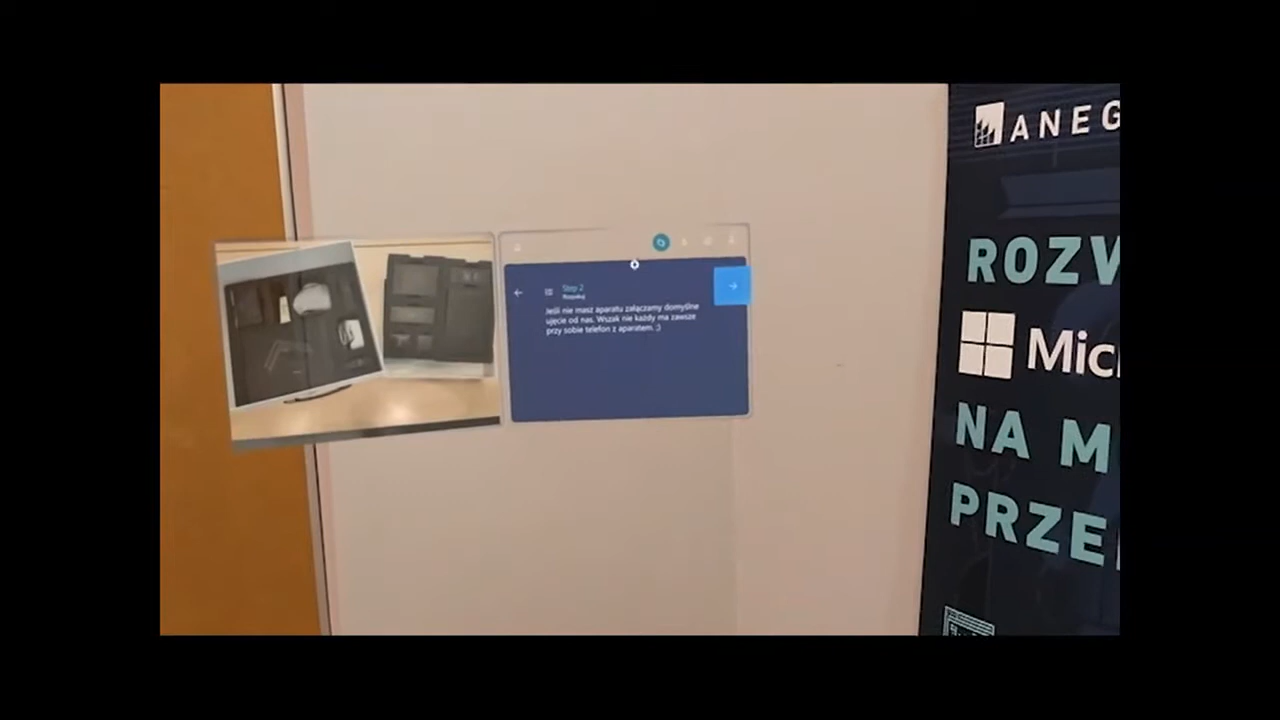 Step 2
Rozpakuj
Jeśli nie masz aparatu załączamy domyślne
ujęcie od nas. Wszak nie każdy ma zawsze
przy sobie telefon z aparatem. ;)
ANEG
ROZW
Mic
NA M
PRZE